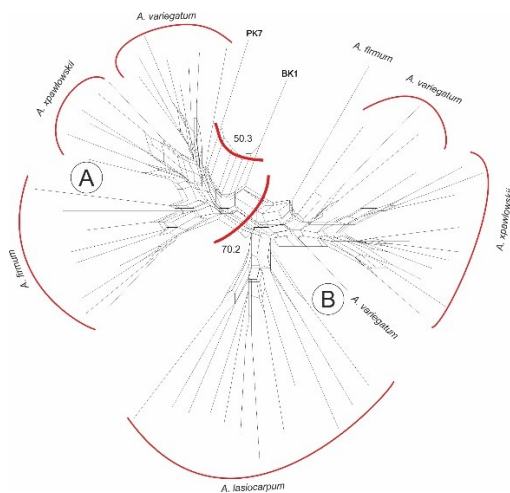 A. variegatum
PK7
BK1
A. firmum
A. variegatum
A. xpawlowskii
50.3
A
A. xpawlowskii
A. firmum
70.2
B
A. variegatum
A. lasiocarpum